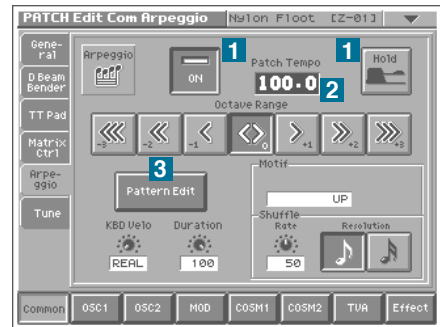 PATCH Edit Com Arpeggio Nylon Floot [Z-01]
Gene-
ral
D Beam
Bender
TT Pad
Matrix
Ctrl
Arpe-
ggio
Tune
Arpeggio
ON
1
Patch Tempo
100.0
2
1
Hold
Octave Range
-3 -2 -1 0 +1 +2 +3
3
Pattern Edit
Motif
UP
KBD Velo Duration
REAL 100
Shuffle
Rate Resolution
50
Common OSC1 OSC2 MOD COSM1 COSM2 TVA Effect